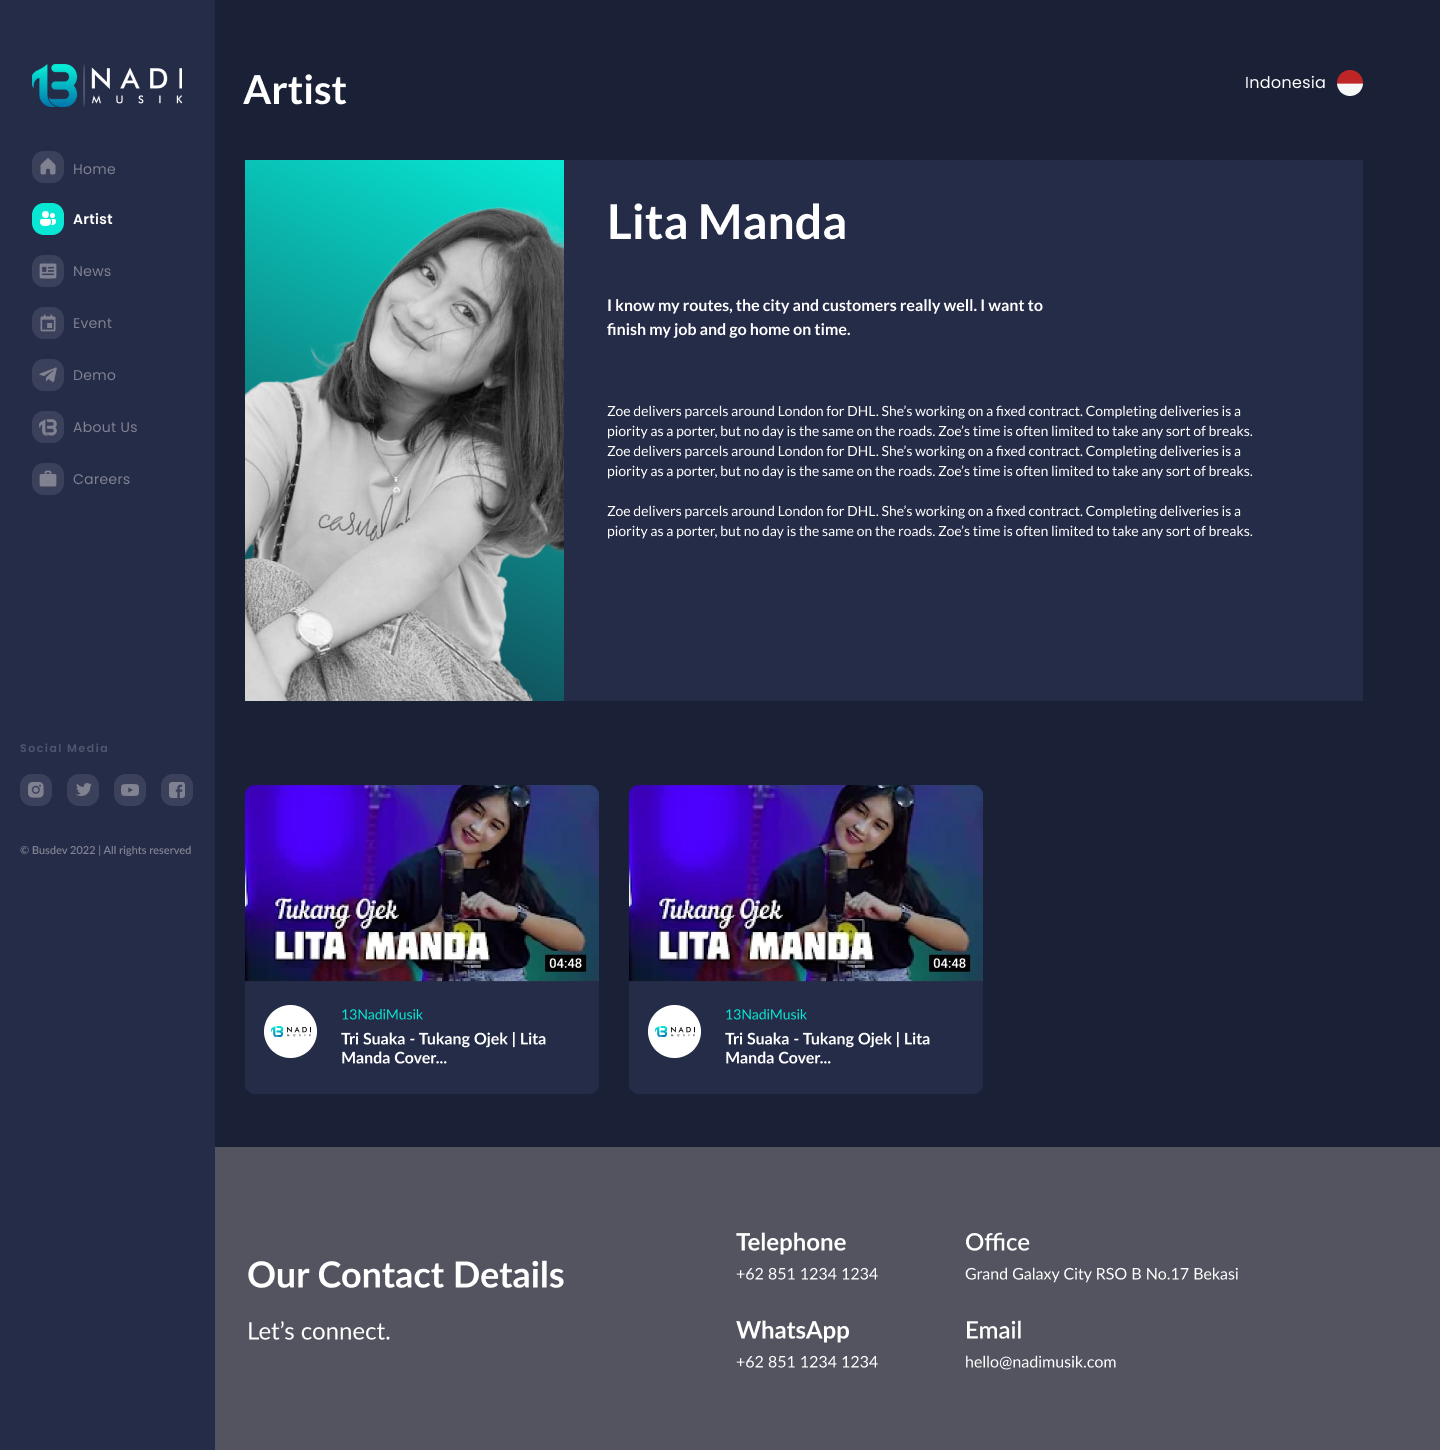 13 NADI
MUSIK
Home
Artist
News
Event
Demo
About Us
Careers
Social Media
© Busdev 2022 | All rights reserved
Artist
Indonesia
casual
Lita Manda
I know my routes, the city and customers really well. I want to
finish my job and go home on time.
Zoe delivers parcels around London for DHL. She’s working on a fixed contract. Completing deliveries is a
piority as a porter, but no day is the same on the roads. Zoe’s time is often limited to take any sort of breaks.
Zoe delivers parcels around London for DHL. She’s working on a fixed contract. Completing deliveries is a
piority as a porter, but no day is the same on the roads. Zoe’s time is often limited to take any sort of breaks.
Zoe delivers parcels around London for DHL. She’s working on a fixed contract. Completing deliveries is a
piority as a porter, but no day is the same on the roads. Zoe’s time is often limited to take any sort of breaks.
Tukang Ojek
LITA MANDA
04:48
13 NADI
MUSIK
13NadiMusik
Tri Suaka - Tukang Ojek | Lita
Manda Cover...
Tukang Ojek
LITA MANDA
04:48
13 NADI
MUSIK
13NadiMusik
Tri Suaka - Tukang Ojek | Lita
Manda Cover...
Our Contact Details
Let’s connect.
Telephone
+62 851 1234 1234
Office
Grand Galaxy City RSO B No.17 Bekasi
WhatsApp
+62 851 1234 1234
Email
hello@nadimusik.com